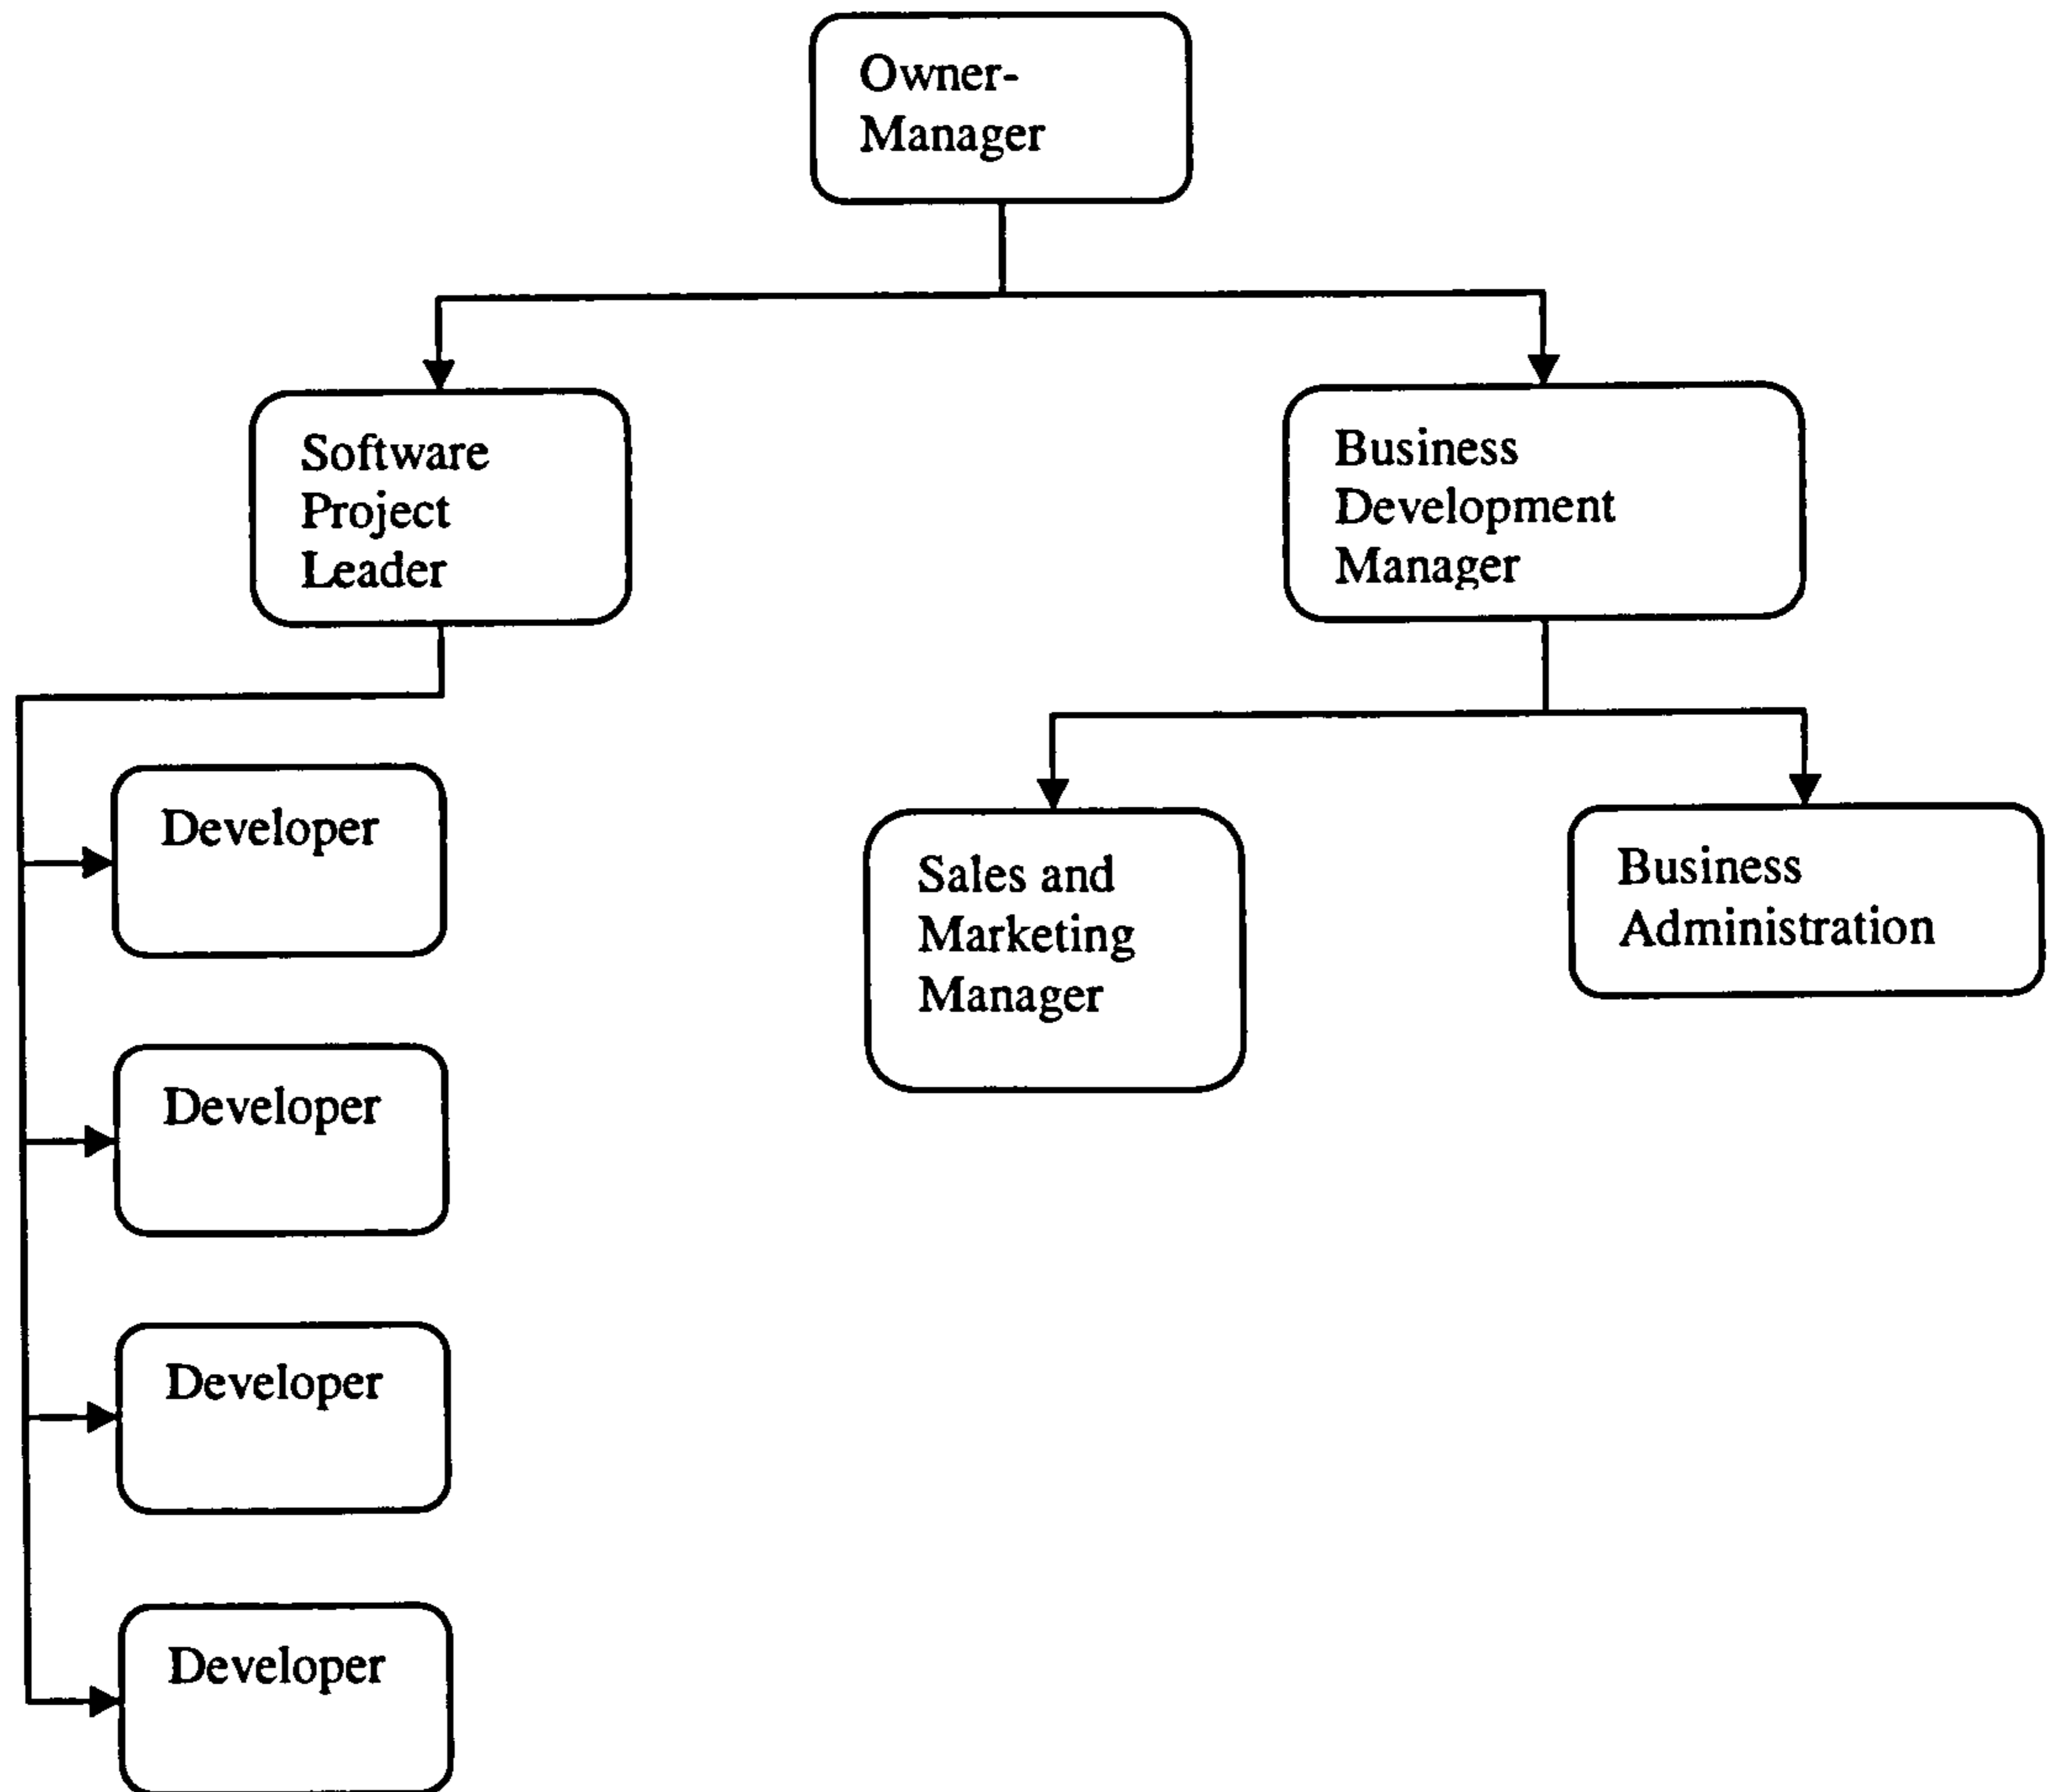 Owner-
Manager
Software
Project
Leader
Business
Development
Manager
Developer
Developer
Developer
Developer
Sales and
Marketing
Manager
Business
Administration